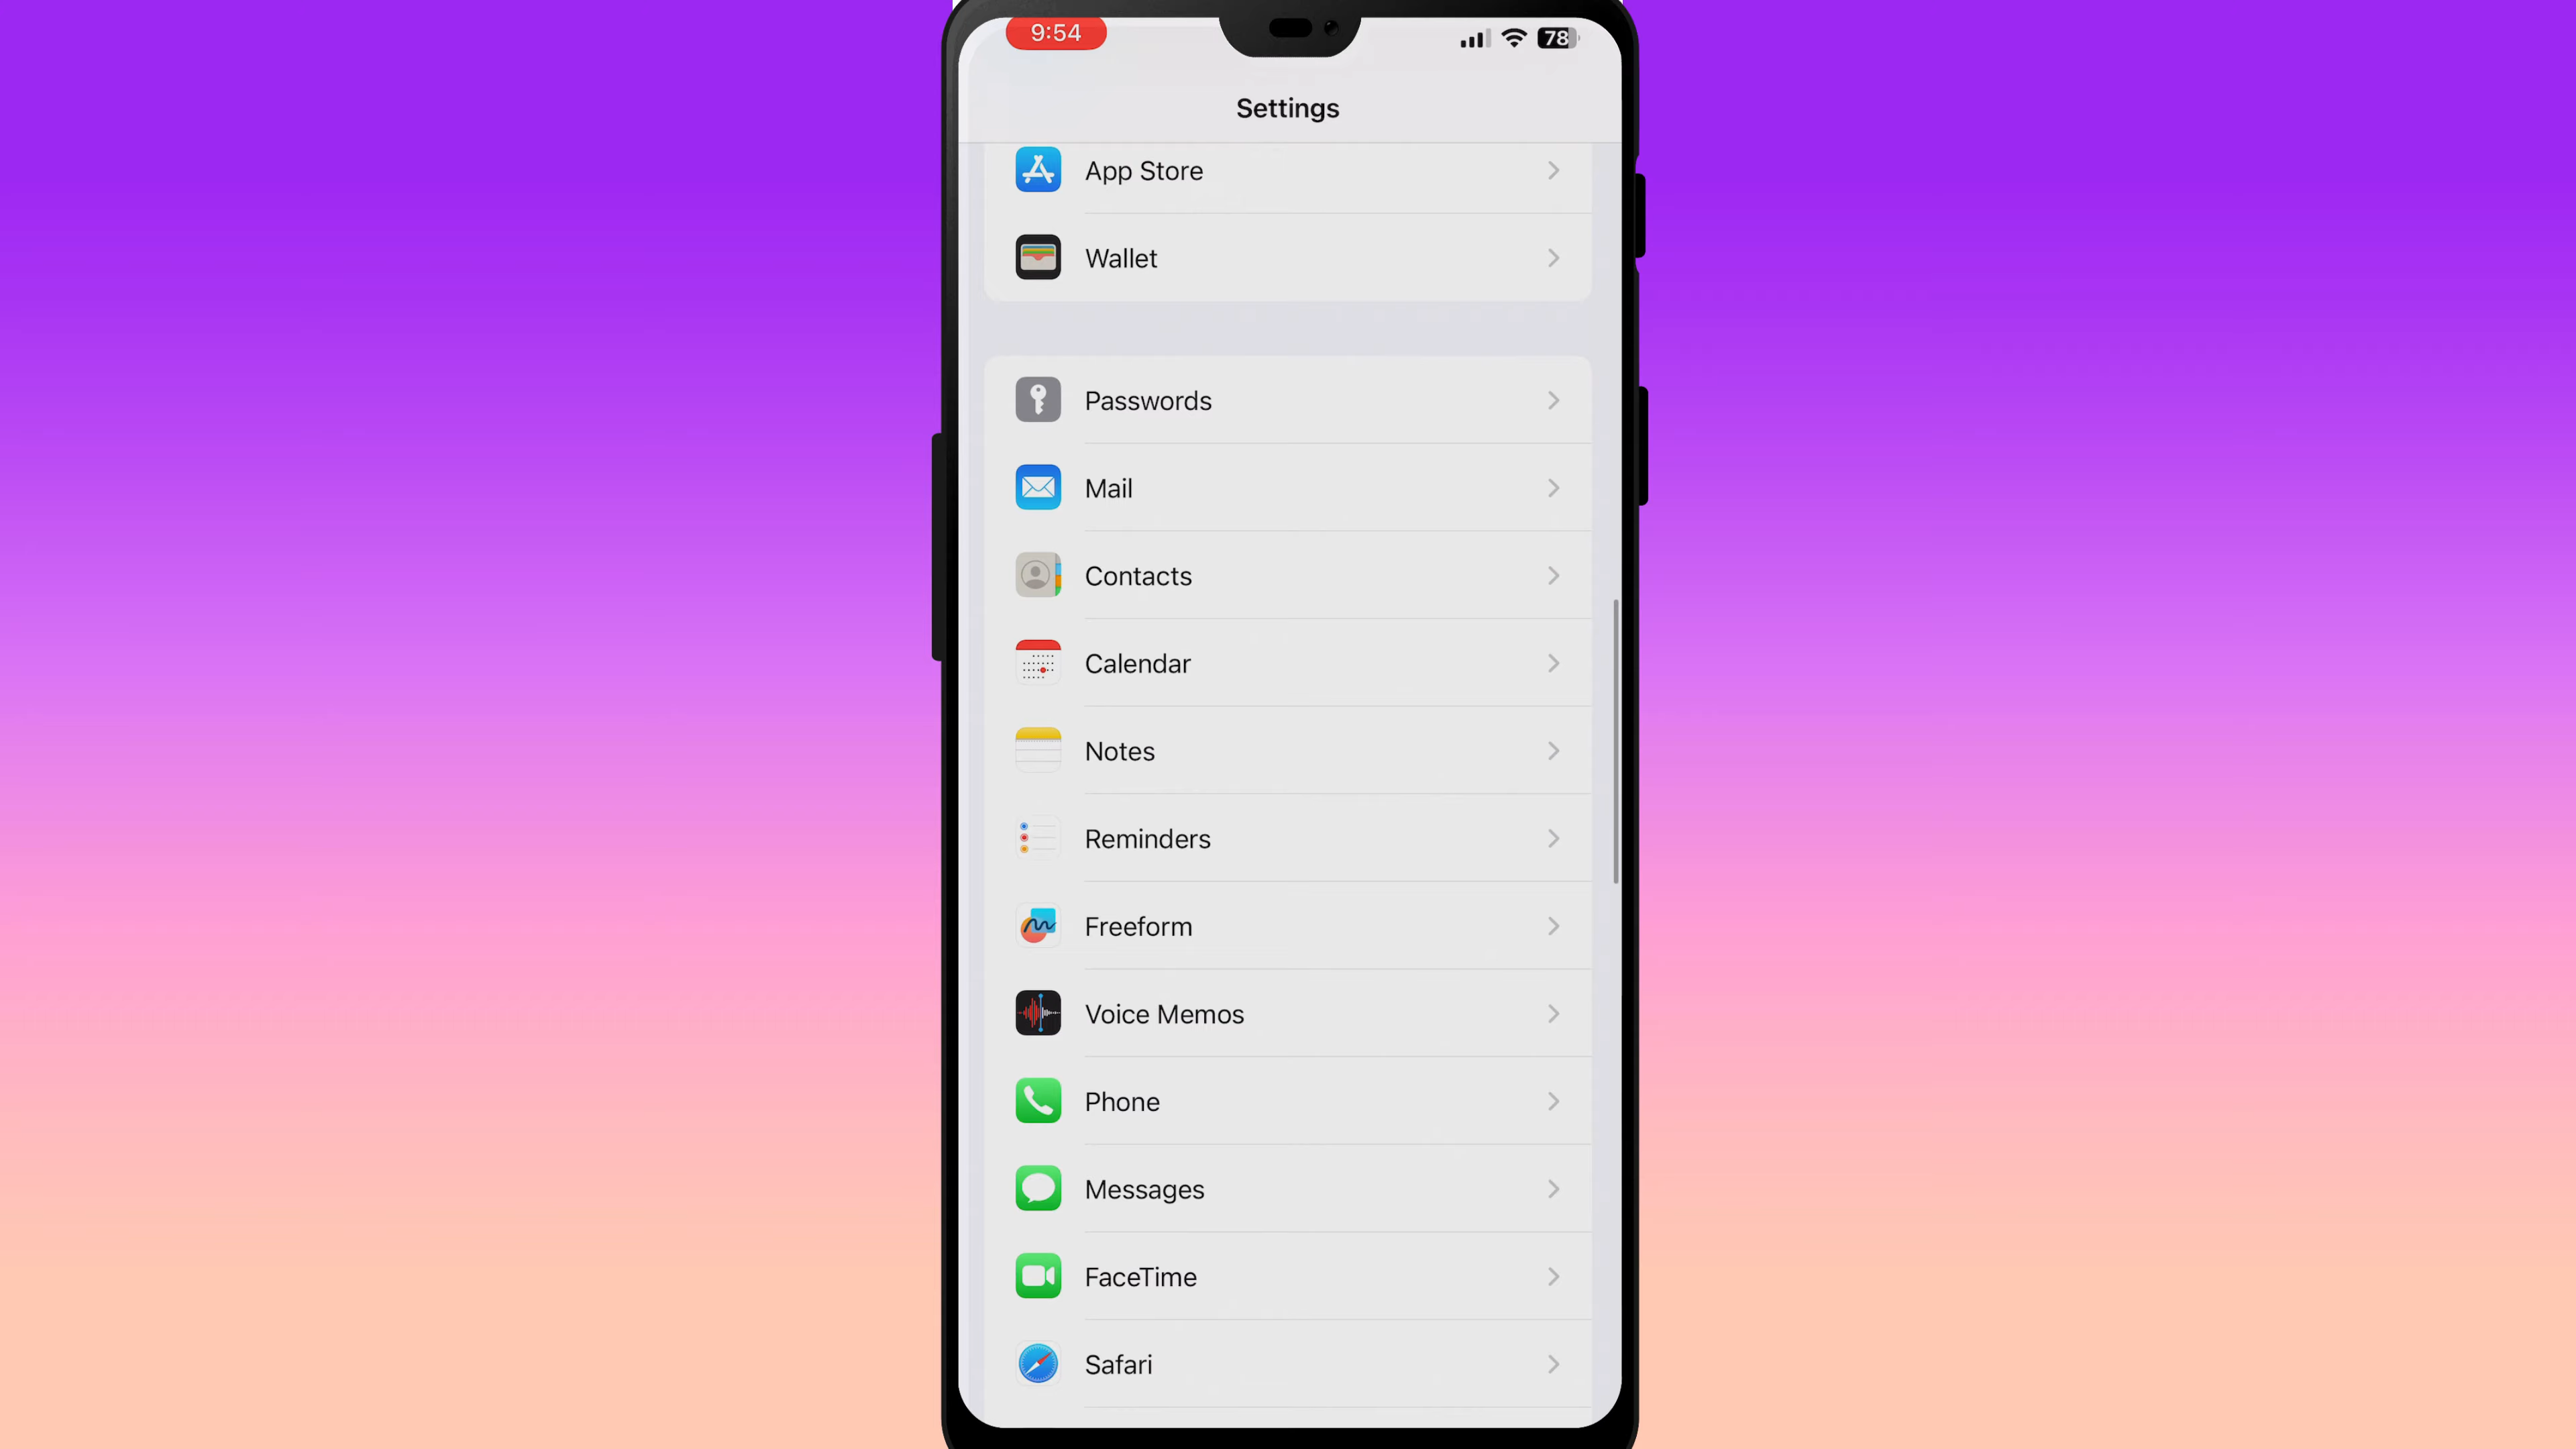 9:54
78
Settings
App Store
Wallet
Passwords
Mail
Contacts
Calendar
Notes
Reminders
Freeform
Voice Memos
Phone
Messages
FaceTime
Safari